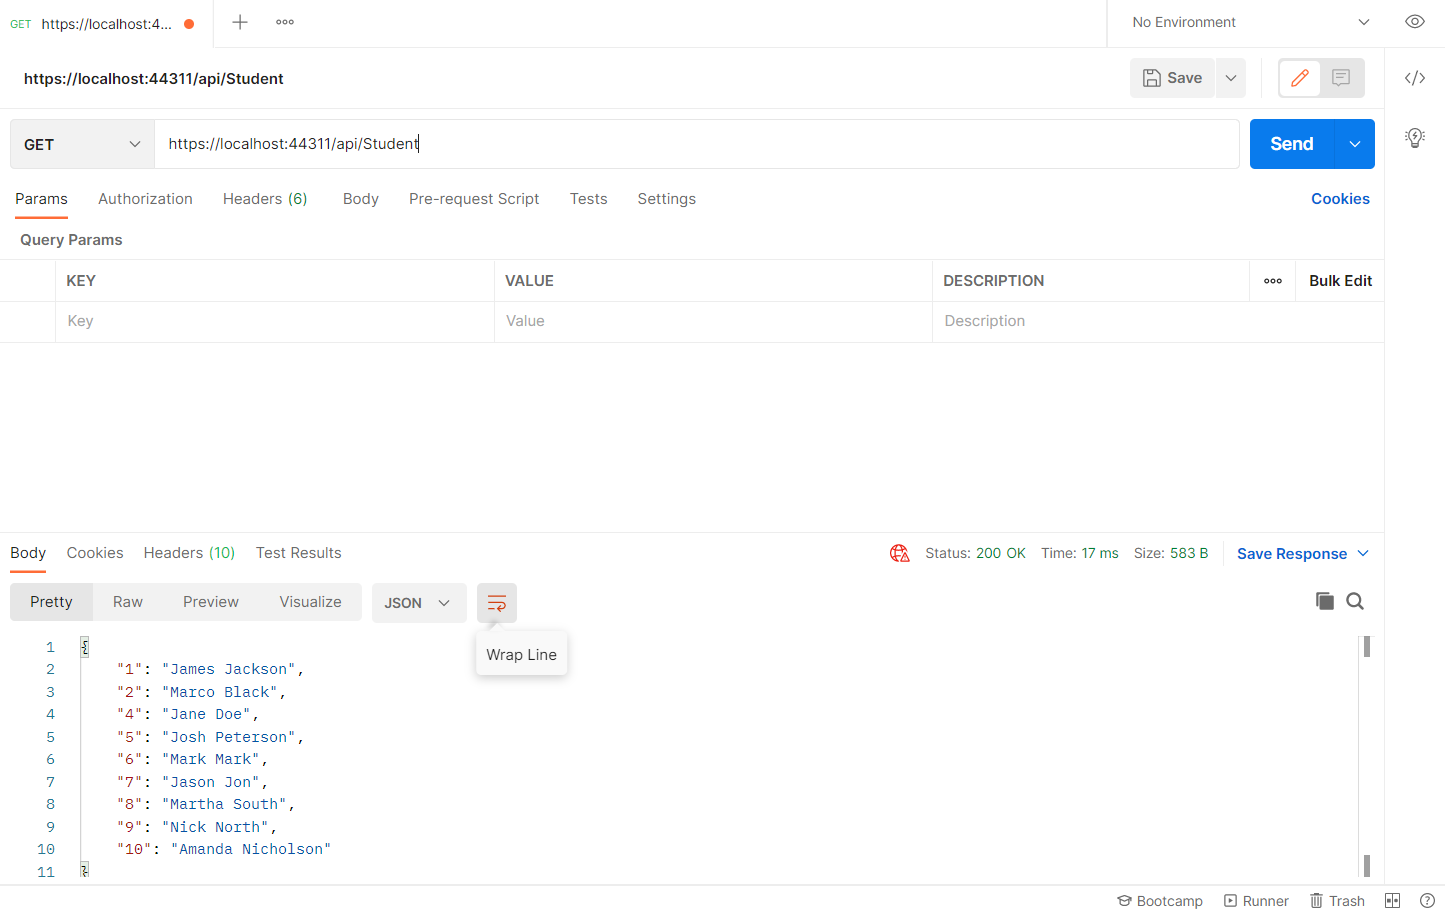 GET https://localhost:4...
No Environment
https://localhost:44311/api/Student
Save
GET https://localhost:44311/api/Student
Send
Params Authorization Headers (6) Body Pre-request Script Tests Settings Cookies
Query Params
KEY VALUE DESCRIPTION Bulk Edit
Key Value Description
Body Cookies Headers (10) Test Results Status: 200 OK Time: 17 ms Size: 583 B Save Response
Pretty Raw Preview Visualize JSON
Wrap Line
1 {
2 "1": "James Jackson",
3 "2": "Marco Black",
4 "4": "Jane Doe",
5 "5": "Josh Peterson",
6 "6": "Mark Mark",
7 "7": "Jason Jon",
8 "8": "Martha South",
9 "9": "Nick North",
10 "10": "Amanda Nicholson"
11 }
Bootcamp Runner Trash